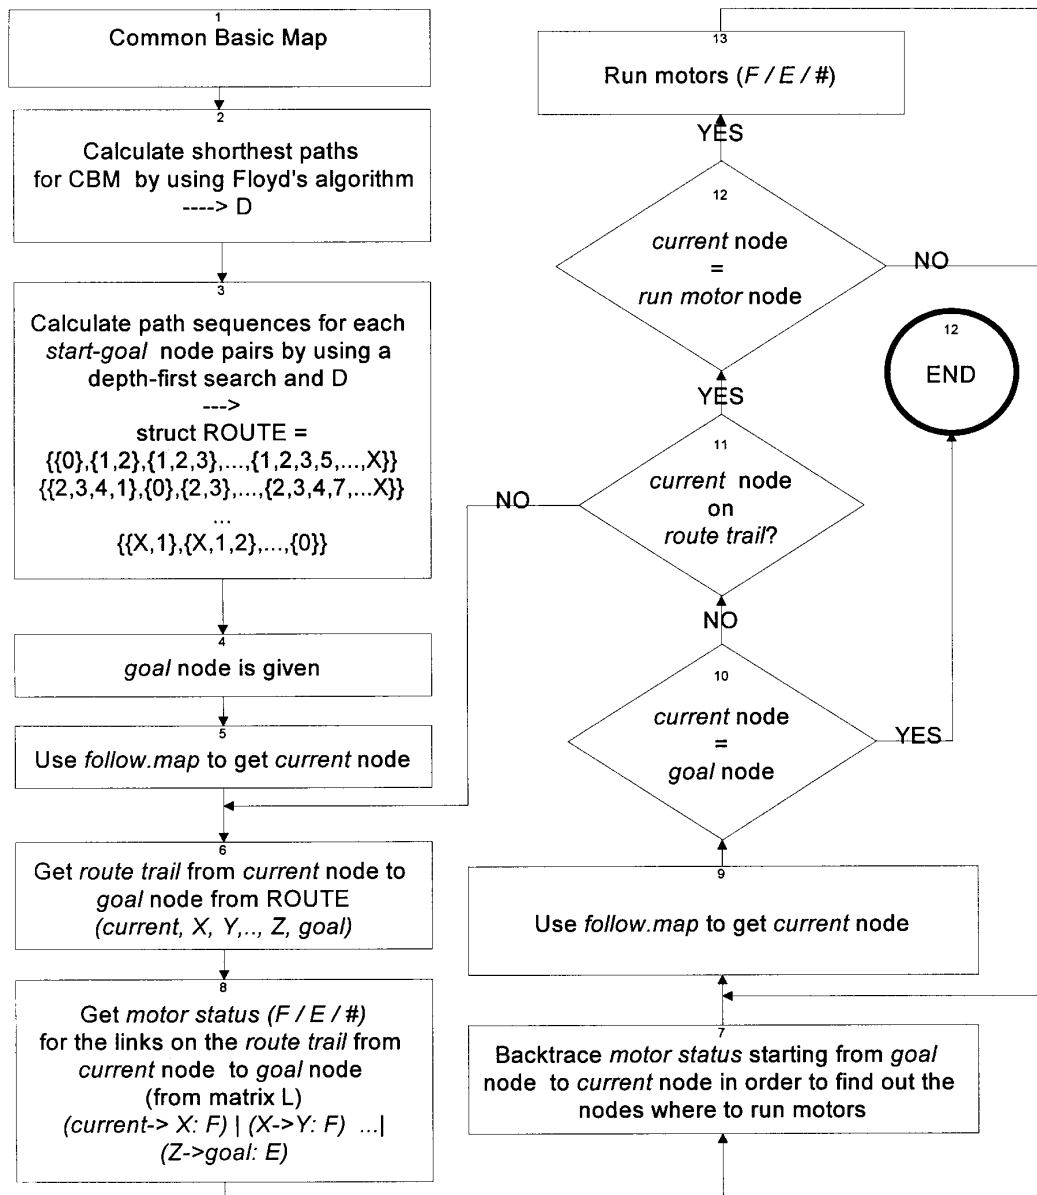 1
Common Basic Map
2
Calculate shorthest paths
for CBM by using Floyd's algorithm
----> D
3
Calculate path sequences for each
start-goal node pairs by using a
depth-first search and D
--->
struct ROUTE =
{{0},{1,2},{1,2,3},...,{1,2,3,5,...,X}}
{{2,3,4,1},{0},{2,3},...,{2,3,4,7,...X}}
...
{{X,1},{X,1,2},...,{0}}
4
goal node is given
5
Use follow.map to get current node
6
Get route trail from current node to
goal node from ROUTE
(current, X, Y,.., Z, goal)
8
Get motor status (F / E / #)
for the links on the route trail from
current node to goal node
(from matrix L)
(current-> X: F) | (X->Y: F) ...|
(Z->goal: E)
13
Run motors (F / E / #)
YES
12
current node
=
run motor node
NO
12
END
YES
11
current node
on
route trail?
NO
NO
10
current node
=
goal node
YES
9
Use follow.map to get current node
7
Backtrace motor status starting from goal
node to current node in order to find out the
nodes where to run motors